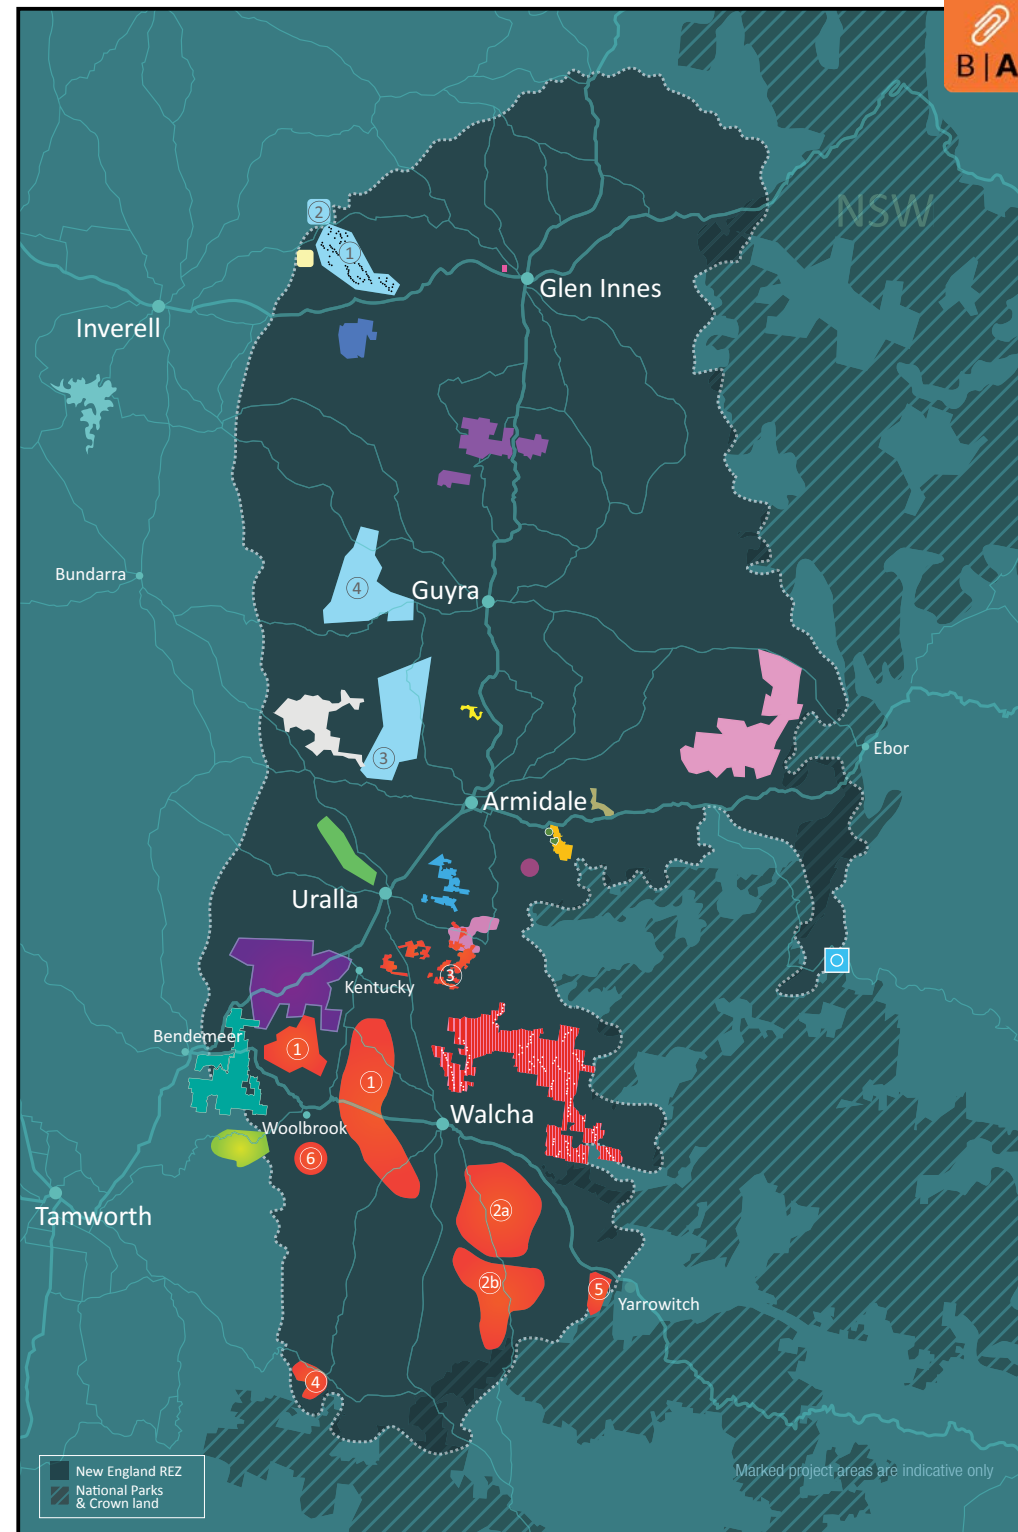 B | A
NSW
2
1
Glen Innes
Inverell
Bundarra
4
Guyra
3
Ebor
Armidale
Uralla
3
Kentucky
Bendemeer
1
1
Walcha
Woolbrook
6
Tamworth
2a
2b
5
Yarrowitch
4
New England REZ
National Parks
& Crown land
Marked project areas are indicative only